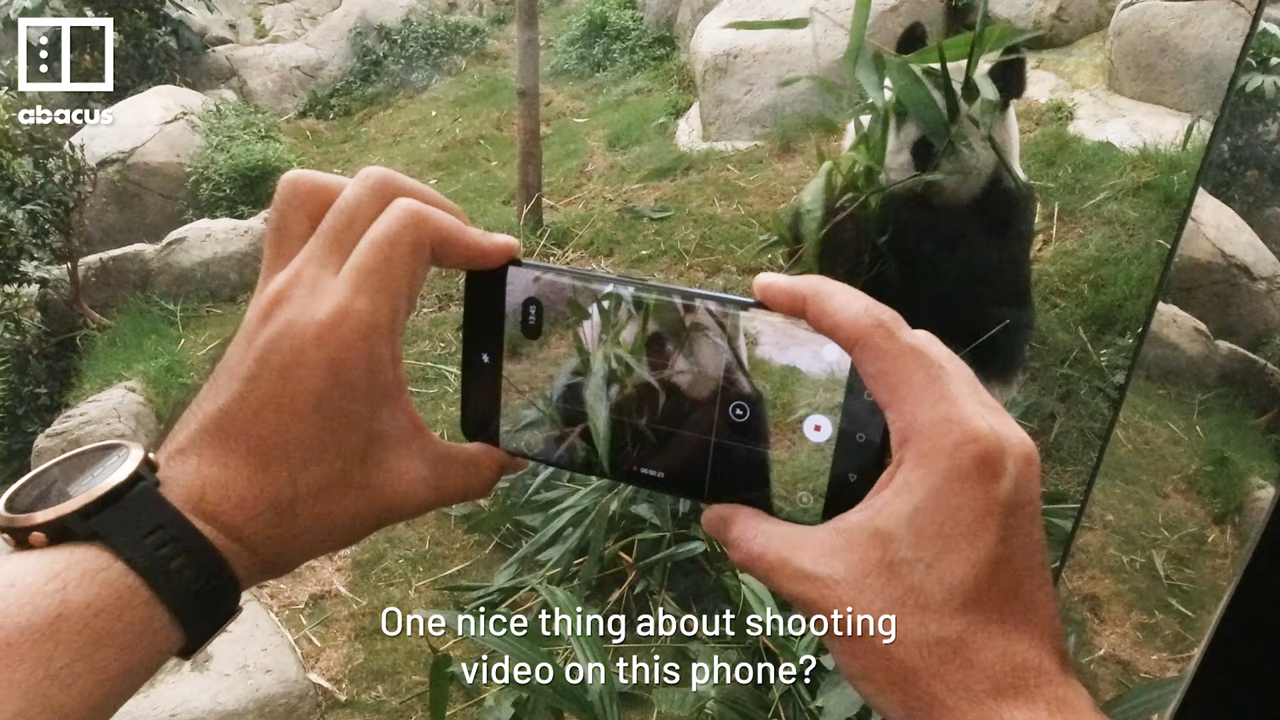 abacus
One nice thing about shooting
video on this phone?